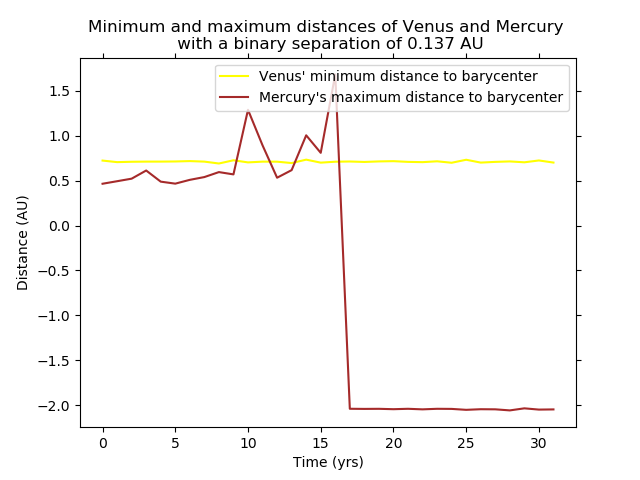 Minimum and maximum distances of Venus and Mercury
with a binary separation of 0.137 AU
Venus' minimum distance to barycenter
Mercury's maximum distance to barycenter
Distance (AU)
1.5
1.0
0.5
0.0
−0.5
−1.0
−1.5
−2.0
0 5 10 15 20 25 30
Time (yrs)